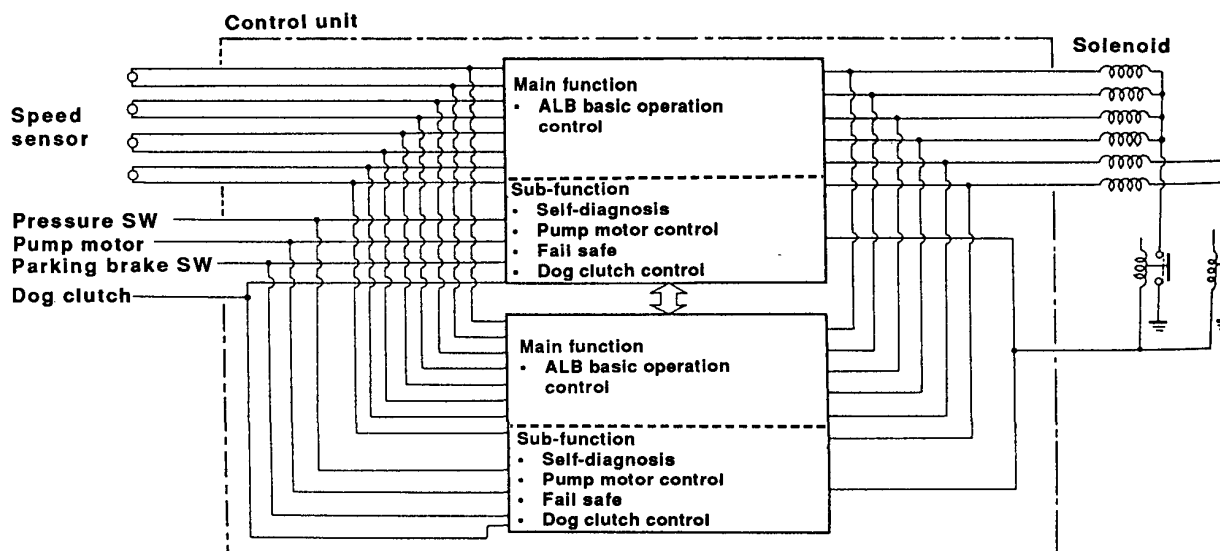 Control unit
Solenoid
Speed
sensor
Main function
• ALB basic operation
control
Sub-function
• Self-diagnosis
• Pump motor control
• Fail safe
• Dog clutch control
Pressure SW
Pump motor
Parking brake SW
Dog clutch
Main function
• ALB basic operation
control
Sub-function
• Self-diagnosis
• Pump motor control
• Fail safe
• Dog clutch control